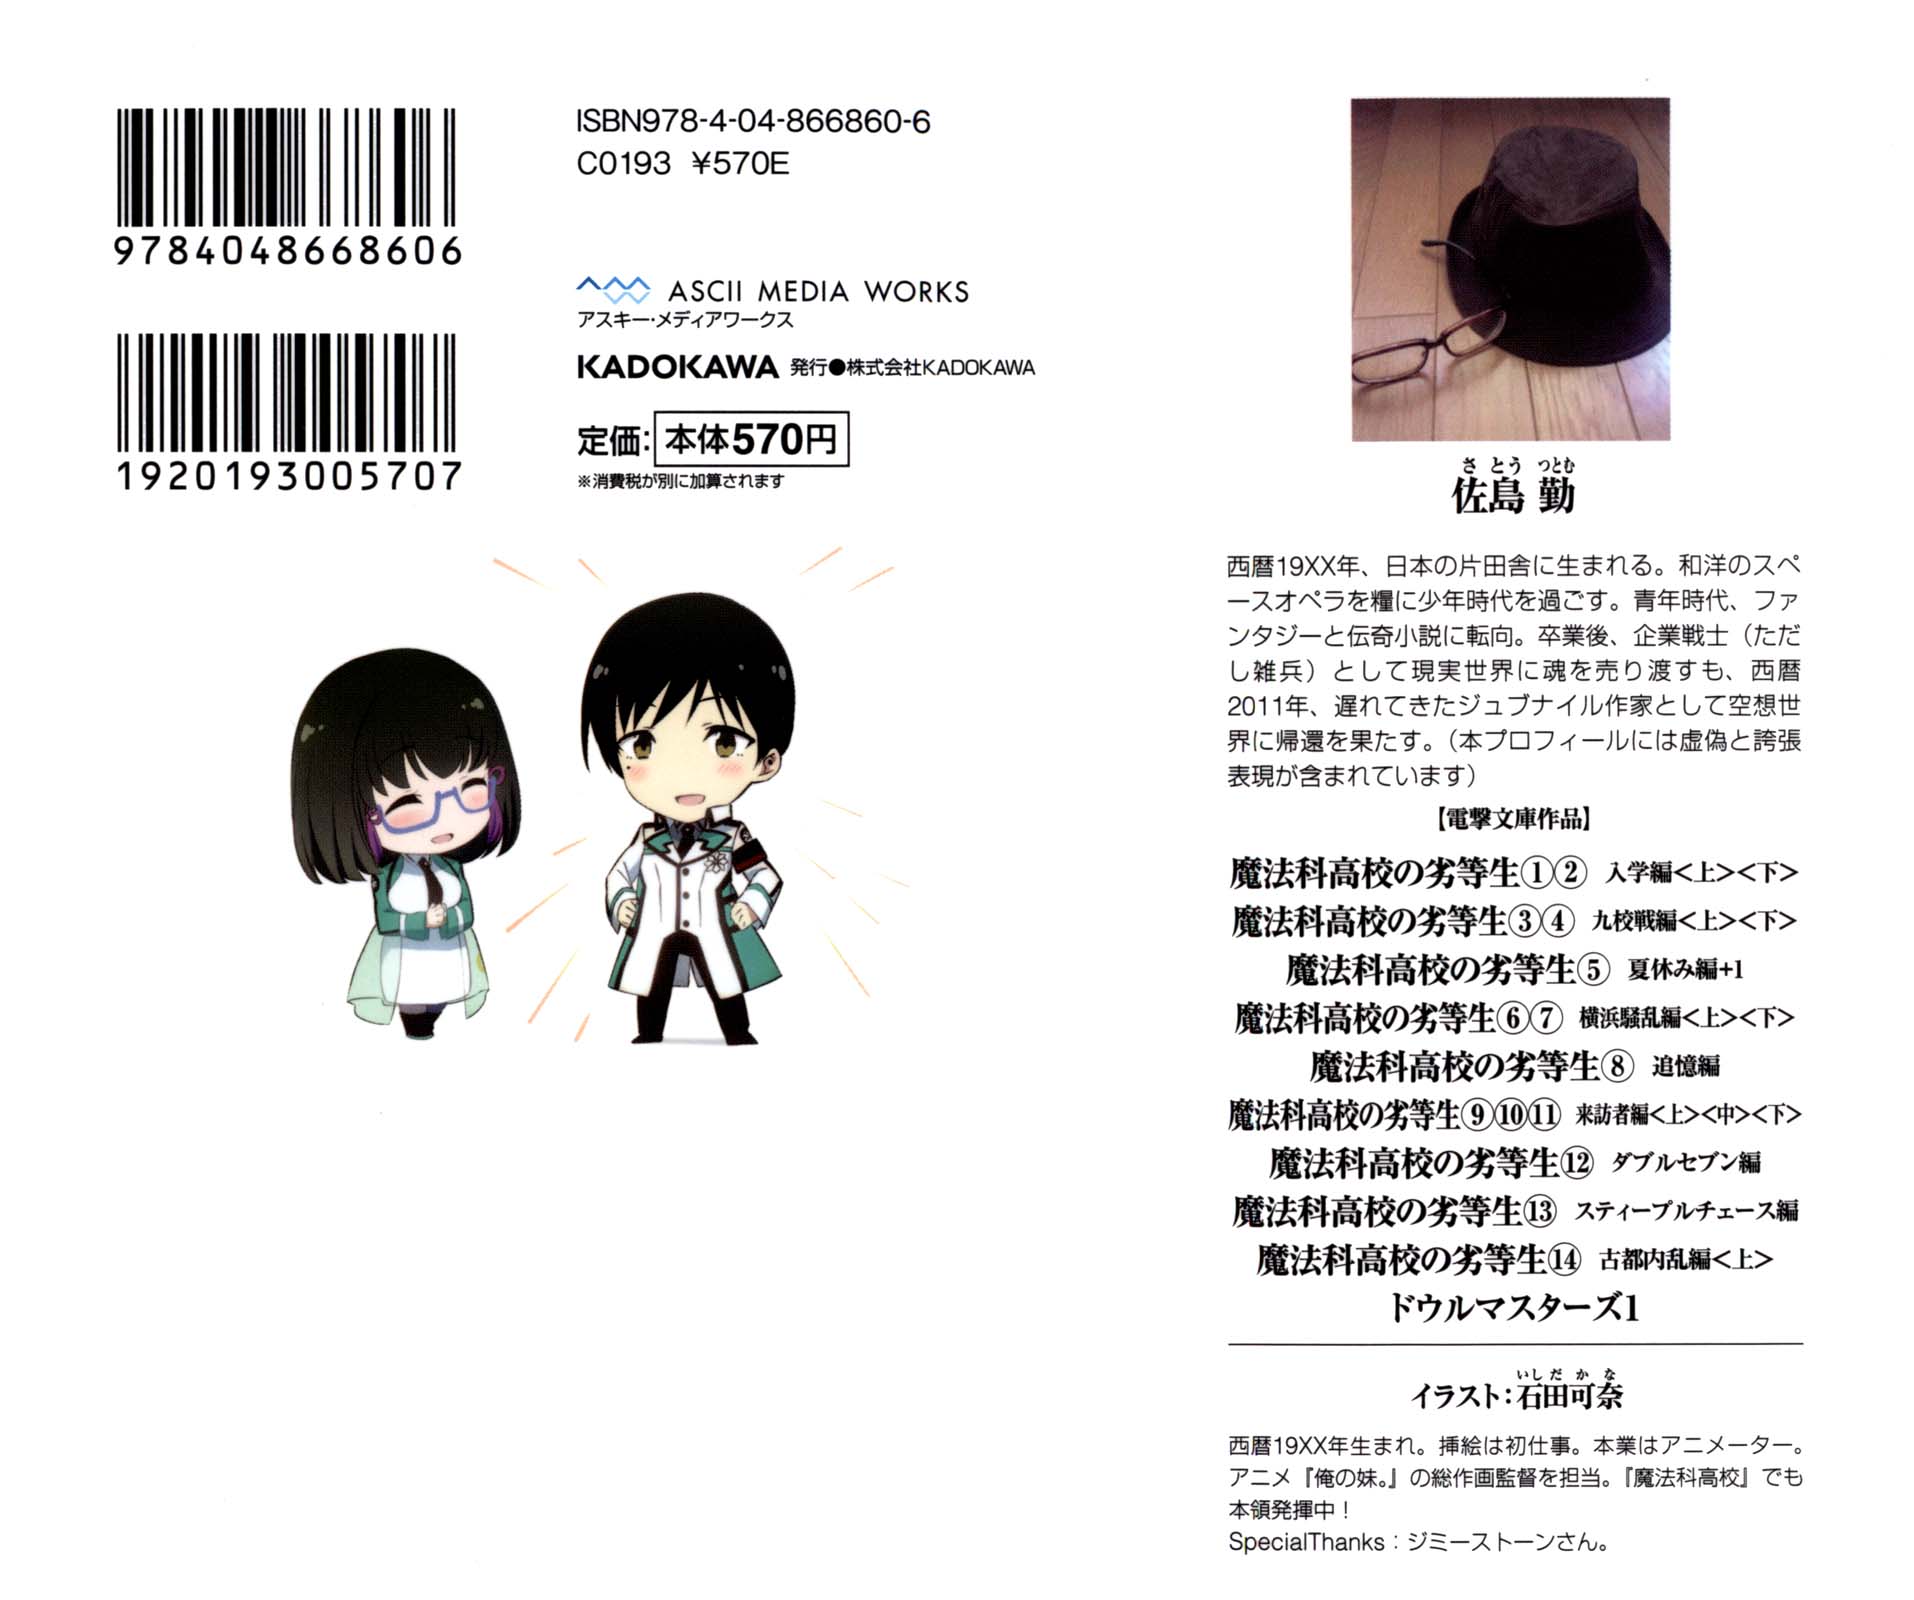 9784048668606
1920193005707
ISBN978-4-04-866860-6
C0193 ¥570E
ASCII MEDIA WORKS
アスキー・メディアワークス
KADOKAWA 発行●株式会社KADOKAWA
定価：本体570円
※消費税が別に加算されます
さとう つとむ
佐島 勤
西暦19XX年、日本の片田舎に生まれる。和洋のスペ
ースオペラを糧に少年時代を過ごす。青年時代、ファ
ンタジーと伝奇小説に転向。卒業後、企業戦士（ただ
し雑兵）として現実世界に魂を売り渡すも、西暦
2011年、遅れてきたジュブナイル作家として空想世
界に帰還を果たす。（本プロフィールには虚偽と誇張
表現が含まれています）
【電撃文庫作品】
魔法科高校の劣等生①② 入学編<上><下>
魔法科高校の劣等生③④ 九校戦編<上><下>
魔法科高校の劣等生⑤ 夏休み編+1
魔法科高校の劣等生⑥⑦ 横浜騒乱編<上><下>
魔法科高校の劣等生⑧ 追憶編
魔法科高校の劣等生⑨⑩⑪ 来訪者編<上><中><下>
魔法科高校の劣等生⑫ ダブルセブン編
魔法科高校の劣等生⑬ スティープルチェース編
魔法科高校の劣等生⑭ 古都内乱編<上>
ドウルマスターズ1
いしだかな
イラスト：石田可奈
西暦19XX年生まれ。挿絵は初仕事。本業はアニメーター。
アニメ『俺の妹。』の総作画監督を担当。『魔法科高校』でも
本領発揮中！
SpecialThanks：ジミーストーンさん。